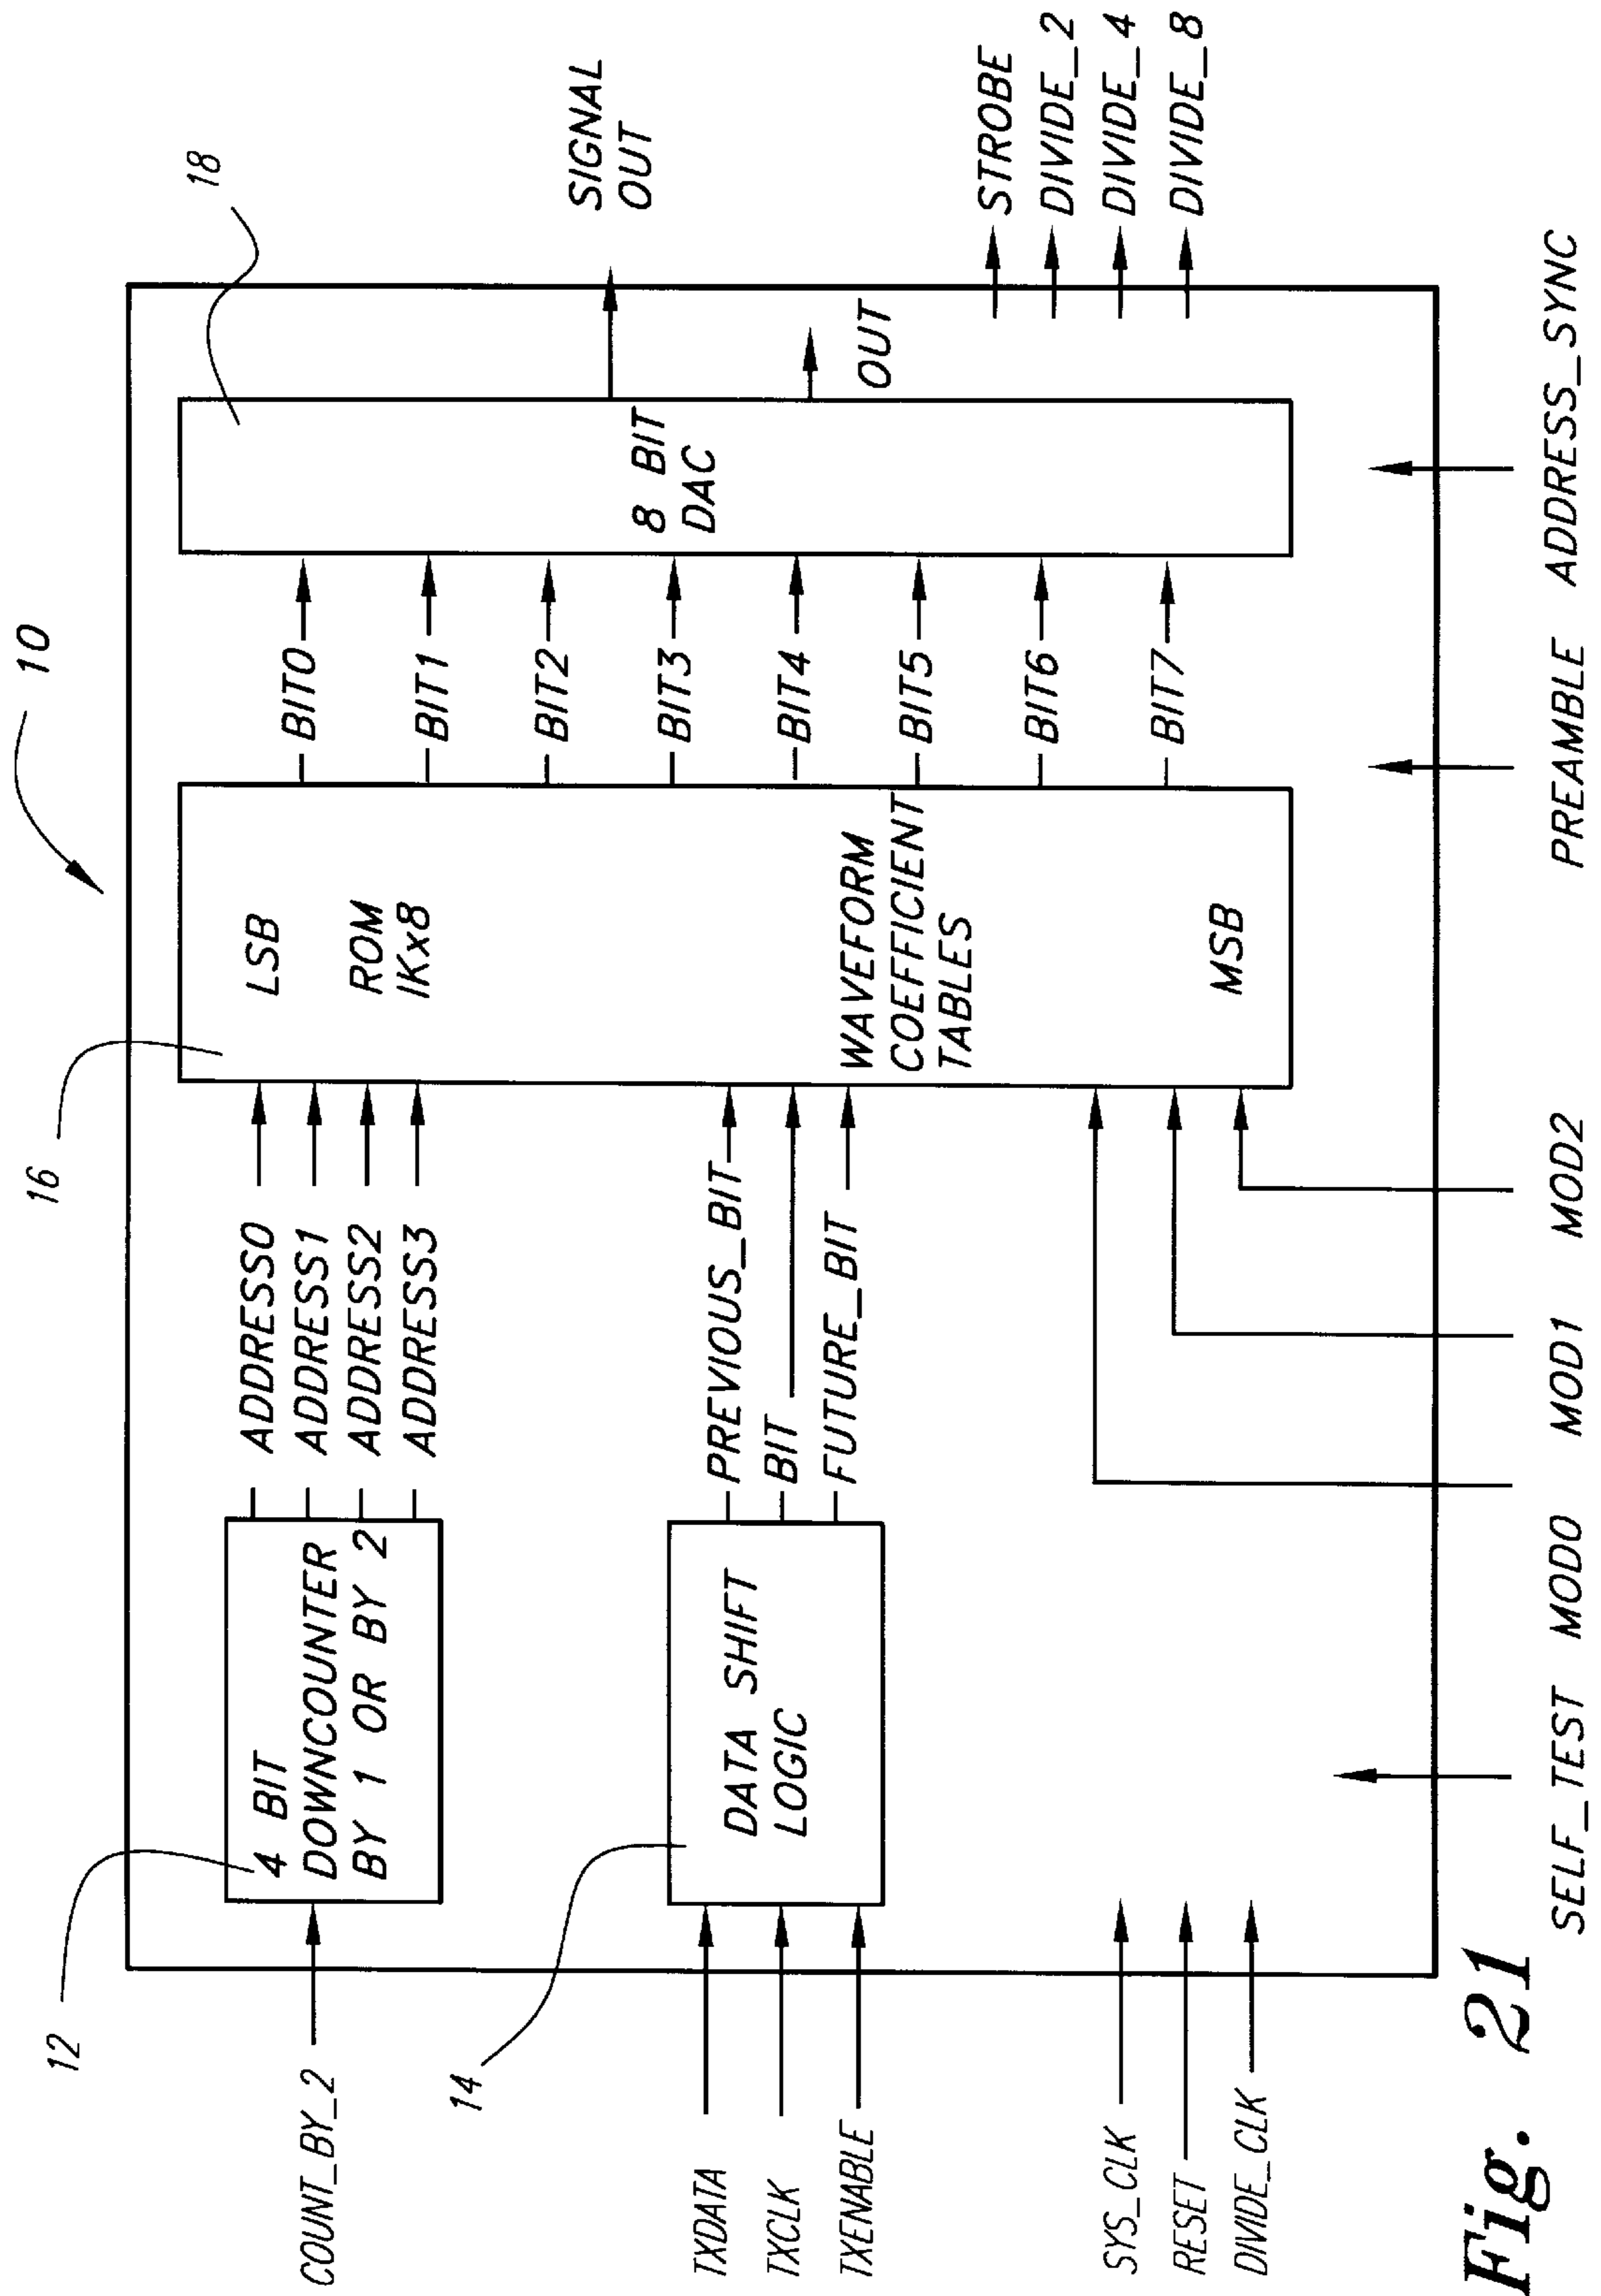 10
12
4 BIT
DOWNCOUNTER
BY 1 OR BY 2
COUNT_BY_2
ADDRESS0
ADDRESS1
ADDRESS2
ADDRESS3
16
LSB
ROM
1Kx8
WAVEFORM
COEFFICIENT
TABLES
MSB
BIT0
BIT1
BIT2
BIT3
BIT4
BIT5
BIT6
BIT7
18
8 BIT
DAC
SIGNAL
OUT
OUT
STROBE
DIVIDE_2
DIVIDE_4
DIVIDE_8
14
DATA SHIFT
LOGIC
TXDATA
TXCLK
TXENABLE
PREVIOUS_BIT
BIT
FUTURE_BIT
SYS_CLK
RESET
DIVIDE_CLK
SELF_TEST MOD0 MOD1 MOD2 PREAMBLE ADDRESS_SYNC
Fig. 21